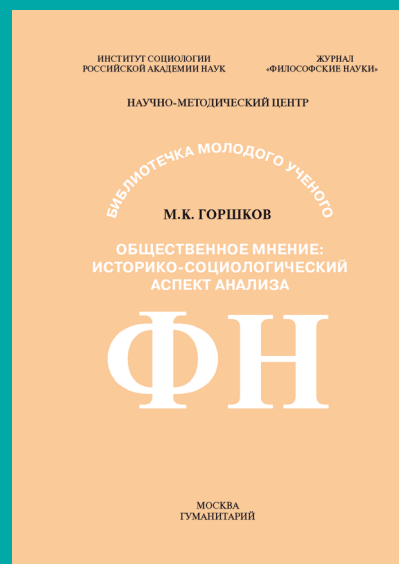 ИНСТИТУТ СОЦИОЛОГИИ
РОССИЙСКОЙ АКАДЕМИИ НАУК
ЖУРНАЛ
«ФИЛОСОФСКИЕ НАУКИ»
НАУЧНО-МЕТОДИЧЕСКИЙ ЦЕНТР
БИБЛИОТЕЧКА МОЛОДОГО УЧЕНОГО
М.К. ГОРШКОВ
ОБЩЕСТВЕННОЕ МНЕНИЕ:
ИСТОРИКО-СОЦИОЛОГИЧЕСКИЙ
АСПЕКТ АНАЛИЗА
ФН
МОСКВА
ГУМАНИТАРИЙ